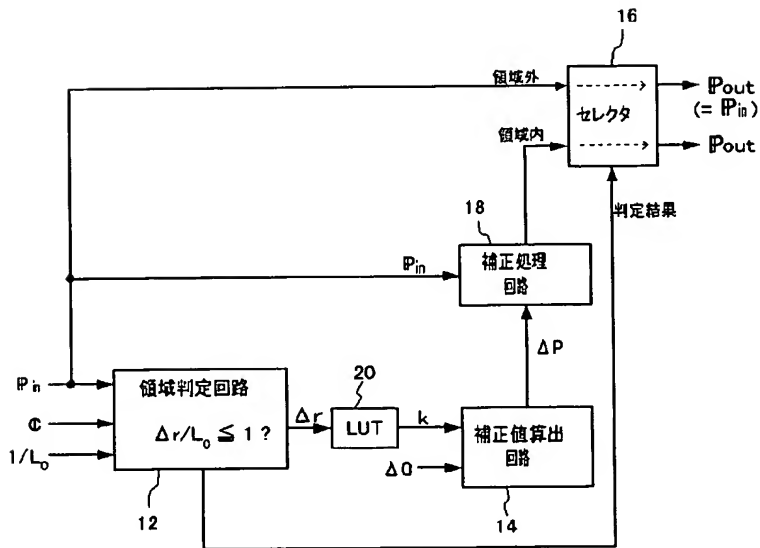 16
領域外
セレクタ
ℙout
(= ℙin)
領域内
ℙout
判定結果
18
ℙin
補正処理
回路
ΔP
ℙin
ℂ
1/L₀
領域判定回路
Δr/L₀ ≦ 1 ?
12
Δr
20
LUT
k
ΔQ
補正値算出
回路
14